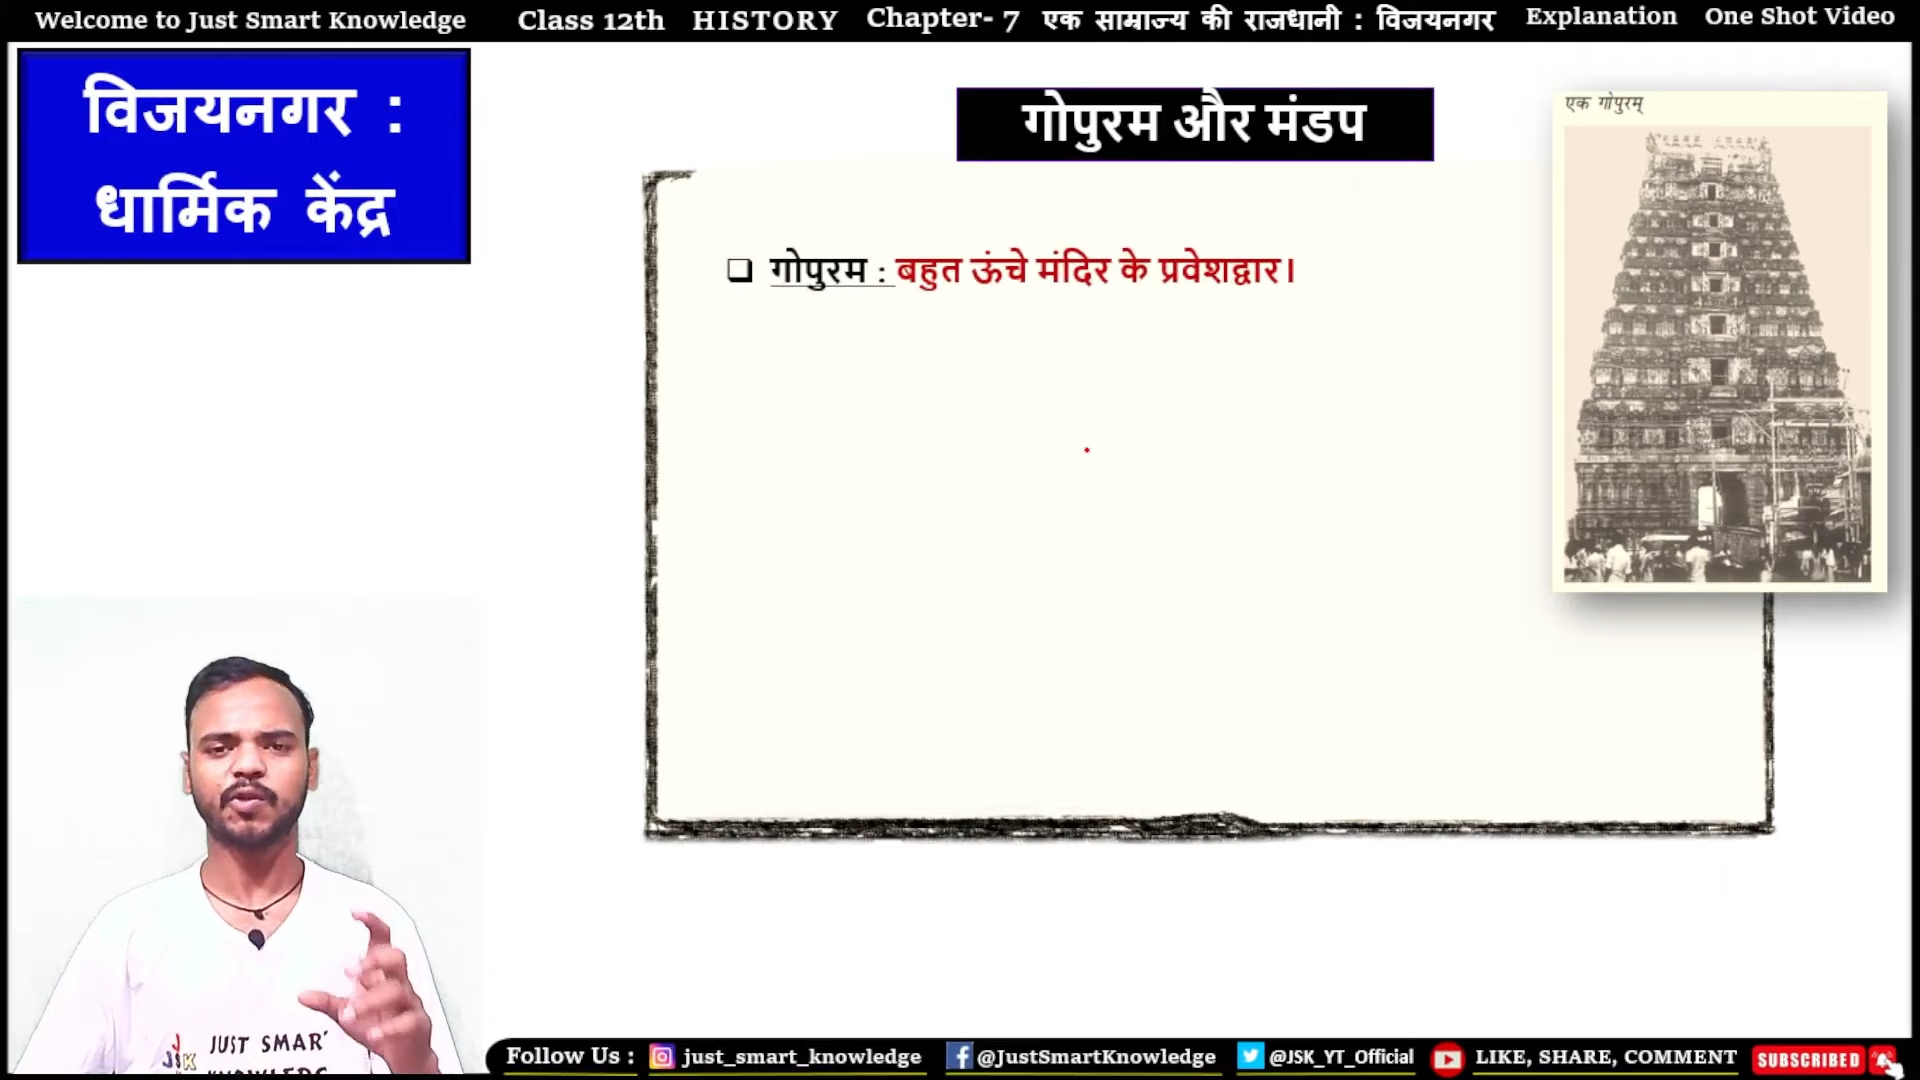 Welcome to Just Smart Knowledge Class 12th HISTORY Chapter- 7 एक साम्राज्य की राजधानी : विजयनगर Explanation One Shot Video
विजयनगर :
धार्मिक केंद्र
गोपुरम और मंडप
एक गोपुरम्
❑ गोपुरम : बहुत ऊंचे मंदिर के प्रवेशद्वार।
JUST SMAR
JSK
Follow Us : just_smart_knowledge @JustSmartKnowledge @JSK_YT_Official LIKE, SHARE, COMMENT SUBSCRIBED